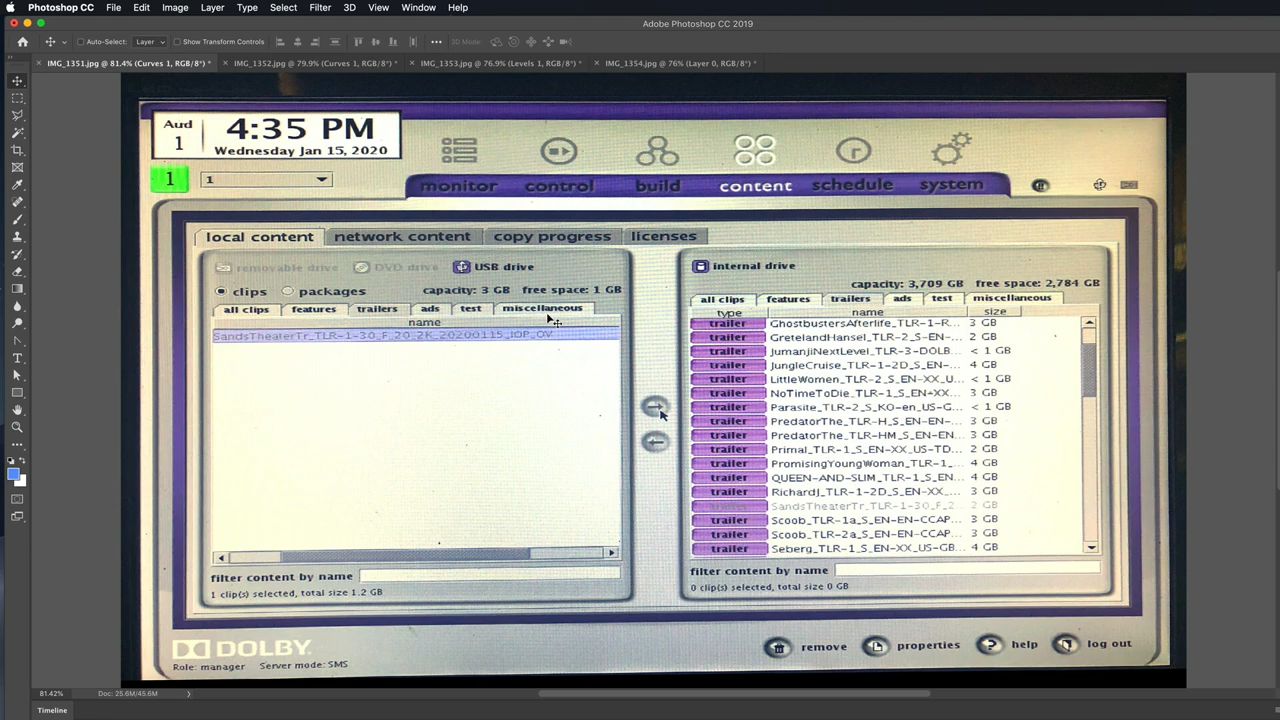 Photoshop CC File Edit Image Layer Type Select Filter 3D View Window Help
Adobe Photoshop CC 2019
Auto-Select: Layer Show Transform Controls 3D Mode:
IMG_1351.jpg @ 81.4% (Curves 1, RGB/8*) * IMG_1352.jpg @ 79.9% (Curves 1, RGB/8*) * IMG_1353.jpg @ 76.9% (Levels 1, RGB/8*) * IMG_1354.jpg @ 76% (Layer 0, RGB/8*) *
Aud
1
4:35 PM
Wednesday Jan 15, 2020
1 1
monitor control build content schedule system
local content network content copy progress licenses
removable drive DVD drive USB drive
clips packages capacity: 3 GB free space: 1 GB
all clips features trailers ads test miscellaneous
name
SandsTheaterTr_TLR-1-30_F_20_2K_20200115_IOP_OV
filter content by name
1 clip(s) selected, total size 1.2 GB
internal drive
capacity: 3,709 GB free space: 2,784 GB
all clips features trailers ads test miscellaneous
type name size
trailer GhostbustersAfterlife_TLR-1-R... 3 GB
trailer GretelandHansel_TLR-2_S-EN-... 2 GB
trailer JumanjiNextLevel_TLR-3-DOLB... < 1 GB
trailer JungleCruise_TLR-1-2D_S_EN-... 4 GB
trailer LittleWomen_TLR-2_S_EN-XX_U... < 1 GB
trailer NoTimeToDie_TLR-1_S_EN-XX... 3 GB
trailer Parasite_TLR-2_S_KO-en_US-G... < 1 GB
trailer PredatorThe_TLR-H_S_EN-EN-... 3 GB
trailer PredatorThe_TLR-HM_S_EN-EN... 3 GB
trailer Primal_TLR-1_S_EN-XX_US-TD... 2 GB
trailer PromisingYoungWoman_TLR-1_... 4 GB
trailer QUEEN-AND-SLIM_TLR-1_S_EN... 4 GB
trailer RichardJ_TLR-1-2D_S_EN-XX_... 3 GB
trailer SandsTheaterTr_TLR-1-30_F_2... 2 GB
trailer Scoob_TLR-1a_S_EN-EN-CCAP... 3 GB
trailer Scoob_TLR-2a_S_EN-EN-CCAP... 3 GB
trailer Seberg_TLR-1_S_EN-XX_US-GB... 4 GB
filter content by name
0 clip(s) selected, total size 0 GB
DOLBY
Role: manager Server mode: SMS
remove properties help log out
81.42% Doc: 25.6M/45.6M
Timeline